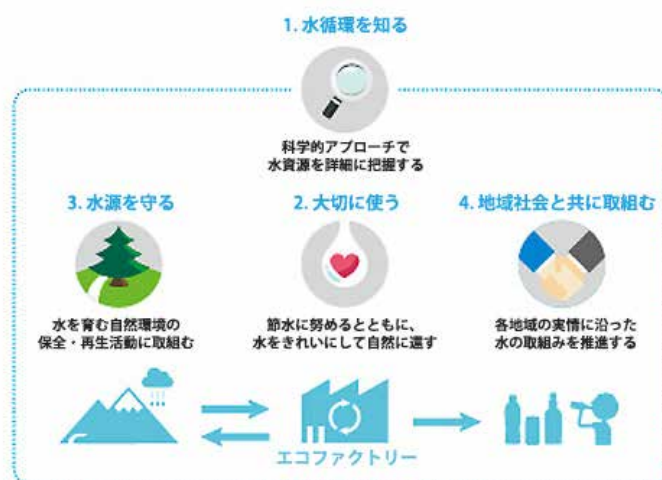 1. 水循環を知る
科学的アプローチで
水資源を詳細に把握する
3. 水源を守る
水を育む自然環境の
保全・再生活動に取組む
2. 大切に使う
節水に努めるとともに、
水をきれいにして自然に還す
4. 地域社会と共に取組む
各地域の実情に沿った
水の取組みを推進する
エコファクトリー